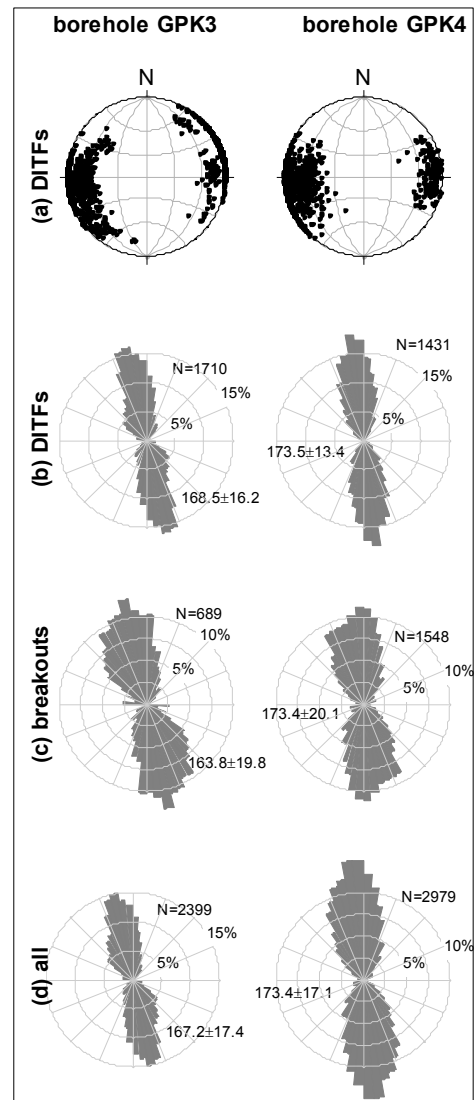 borehole GPK3 borehole GPK4
N N
(a) DITFs
N=1710 N=1431
15% 15%
5% 5%
(b) DITFs
173.5±13.4
168.5±16.2
N=689 N=1548
10% 10%
5% 5%
(c) breakouts
173.4±20.1
163.8±19.8
N=2399 N=2979
15% 10%
5% 5%
(d) all
173.4±17.1
167.2±17.4